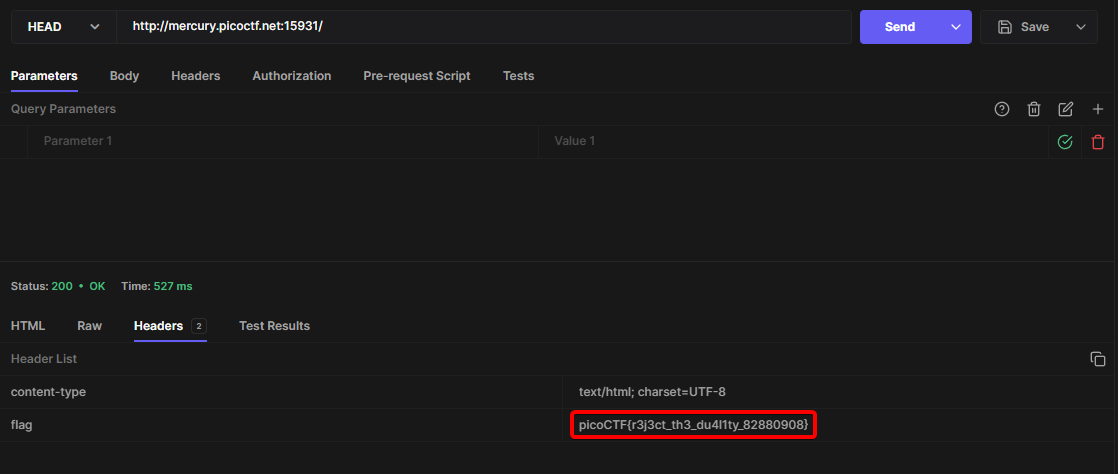 HEAD http://mercury.picoctf.net:15931/ Send Save
Parameters Body Headers Authorization Pre-request Script Tests
Query Parameters
Parameter 1 Value 1
Status: 200 • OK Time: 527 ms
HTML Raw Headers 2 Test Results
Header List
content-type text/html; charset=UTF-8
flag picoCTF{r3j3ct_th3_du4l1ty_82880908}